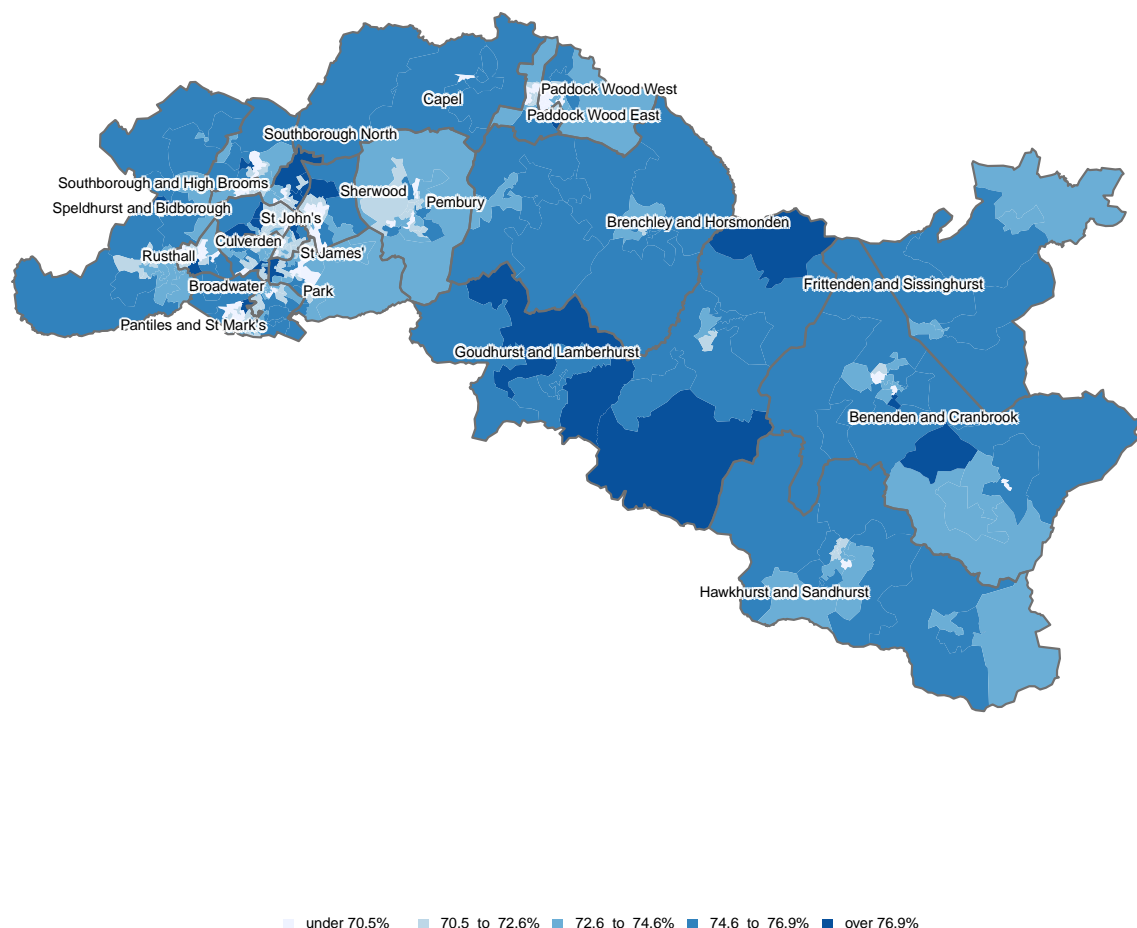 Paddock Wood West
Capel
Paddock Wood East
Southborough North
Southborough and High Brooms
Sherwood
Speldhurst and Bidborough
Pembury
St John's
Brenchley and Horsmonden
Culverden
Rusthall
St James'
Broadwater
Park
Frittenden and Sissinghurst
Pantiles and St Mark's
Goudhurst and Lamberhurst
Benenden and Cranbrook
Hawkhurst and Sandhurst
under 70.5% 70.5 to 72.6% 72.6 to 74.6% 74.6 to 76.9% over 76.9%